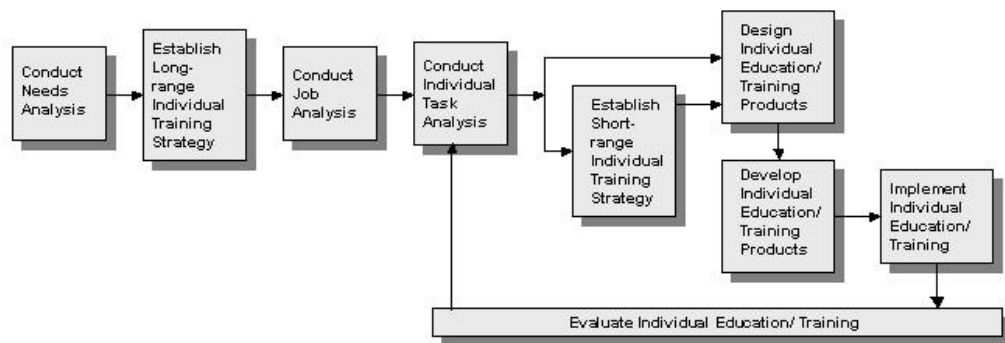 Conduct
Needs
Analysis
Establish
Long-
range
Individual
Training
Strategy
Conduct
Job
Analysis
Conduct
Individual
Task
Analysis
Establish
Short-
range
Individual
Training
Strategy
Design
Individual
Education/
Training
Products
Develop
Individual
Education/
Training
Products
Implement
Individual
Education/
Training
Evaluate Individual Education/ Training